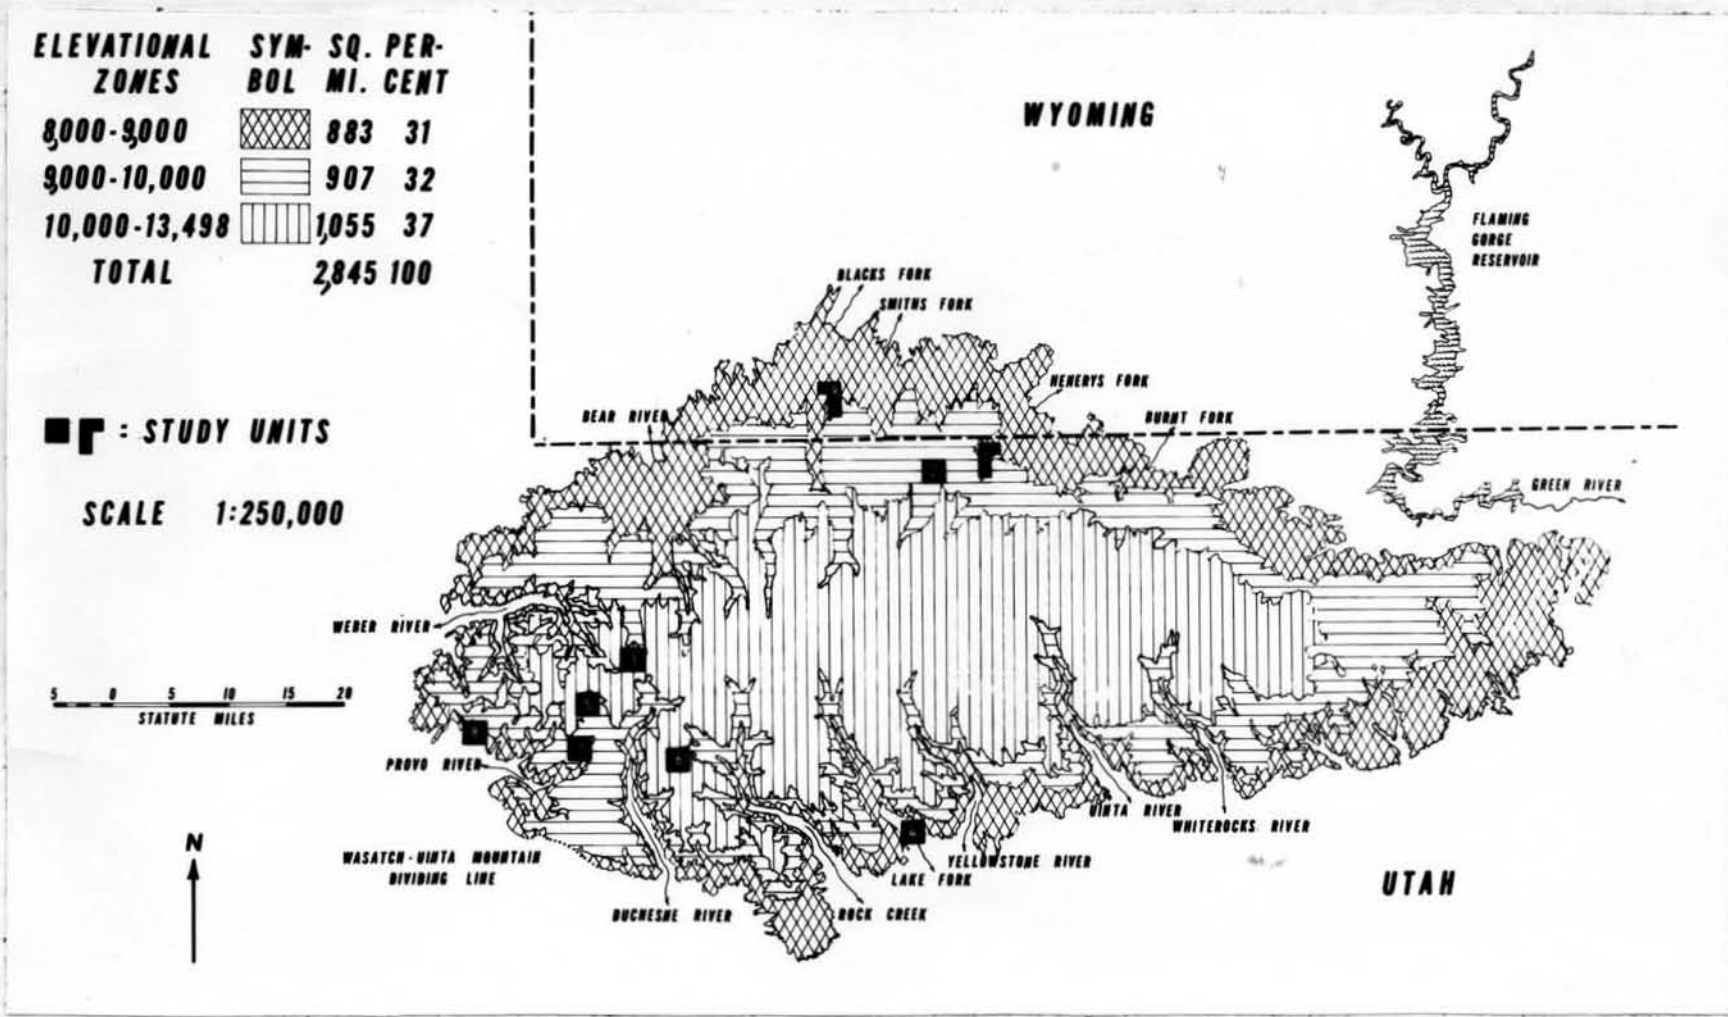 ELEVATIONAL ZONES SYM-BOL SQ. MI. PER-CENT
8,000-9,000 883 31
9,000-10,000 907 32
10,000-13,498 1,055 37
TOTAL 2,845 100
: STUDY UNITS
SCALE 1:250,000
5 0 5 10 15 20
STATUTE MILES
N
WYOMING
FLAMING
GORGE
RESERVOIR
BLACKS FORK
SMITHS FORK
HENERYS FORK
BEAR RIVER
BURNT FORK
GREEN RIVER
WEBER RIVER
PROVO RIVER
UINTA RIVER
WHITEROCKS RIVER
WASATCH-UINTA MOUNTAIN
DIVIDING LINE
YELLOWSTONE RIVER
LAKE FORK
DUCHESNE RIVER
ROCK CREEK
UTAH